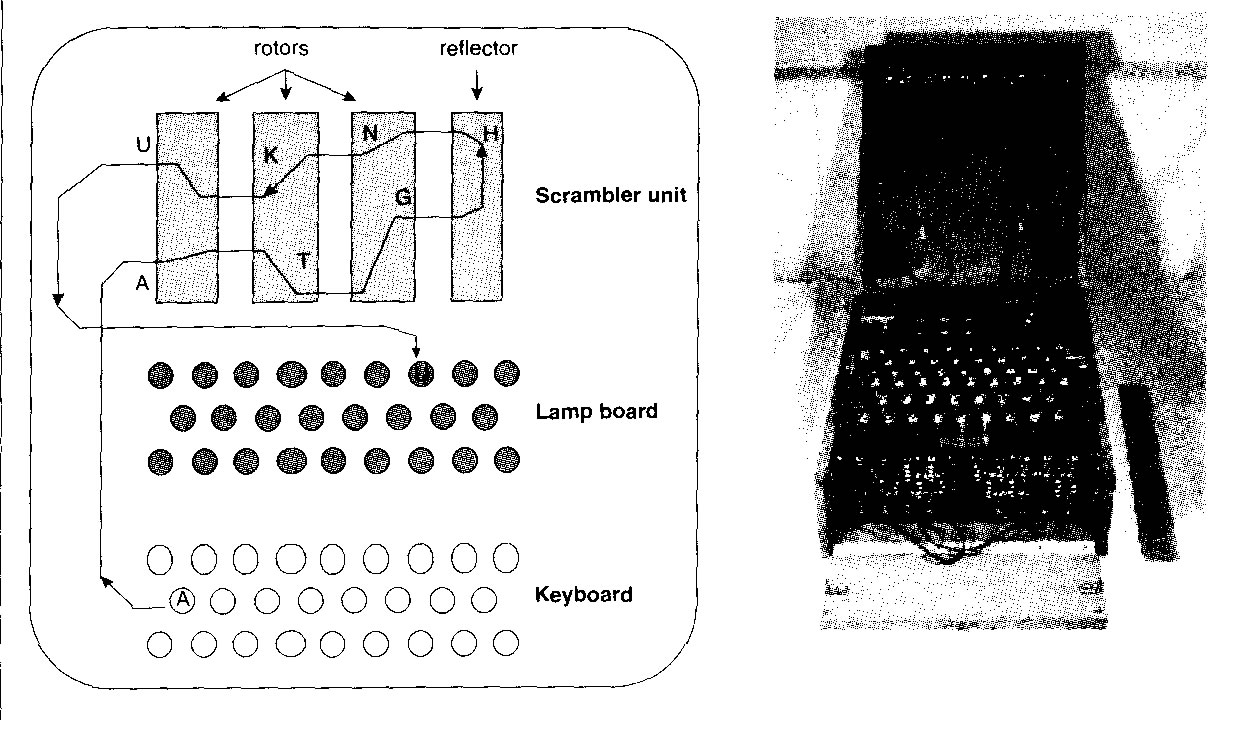 rotors
reflector
U
K
N
H
G
Scrambler unit
T
A
U
Lamp board
A
Keyboard